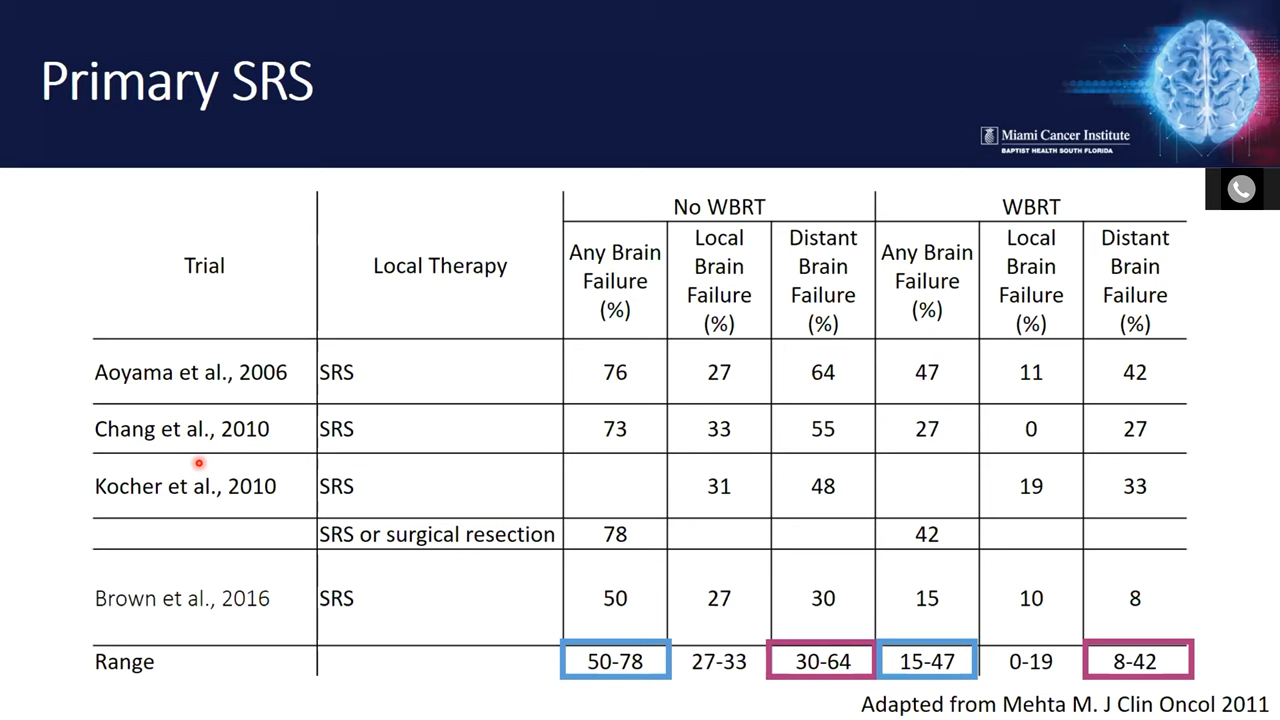 Primary SRS
Miami Cancer Institute
BAPTIST HEALTH SOUTH FLORIDA
No WBRT WBRT
Trial Local Therapy Any Brain Failure (%) Local Brain Failure (%) Distant Brain Failure (%) Any Brain Failure (%) Local Brain Failure (%) Distant Brain Failure (%)
Aoyama et al., 2006 SRS 76 27 64 47 11 42
Chang et al., 2010 SRS 73 33 55 27 0 27
Kocher et al., 2010 SRS 31 48 19 33
SRS or surgical resection 78 42
Brown et al., 2016 SRS 50 27 30 15 10 8
Range 50-78 27-33 30-64 15-47 0-19 8-42
Adapted from Mehta M. J Clin Oncol 2011